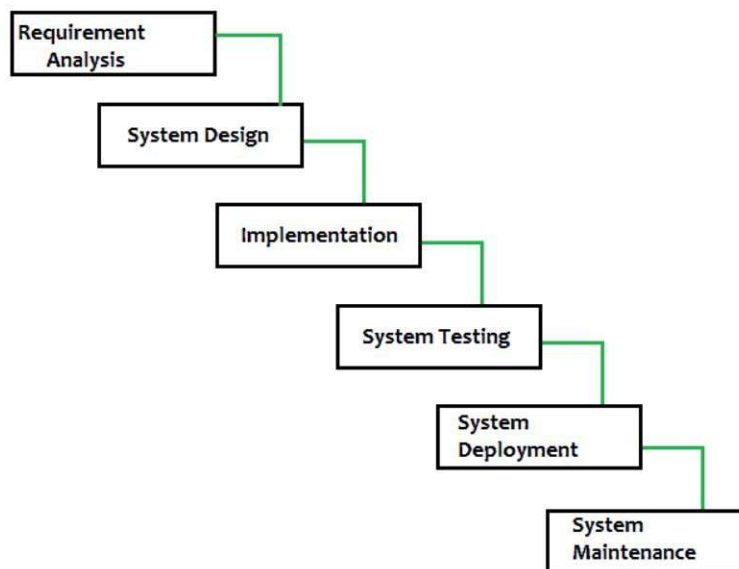 Requirement
Analysis
System Design
Implementation
System Testing
System
Deployment
System
Maintenance